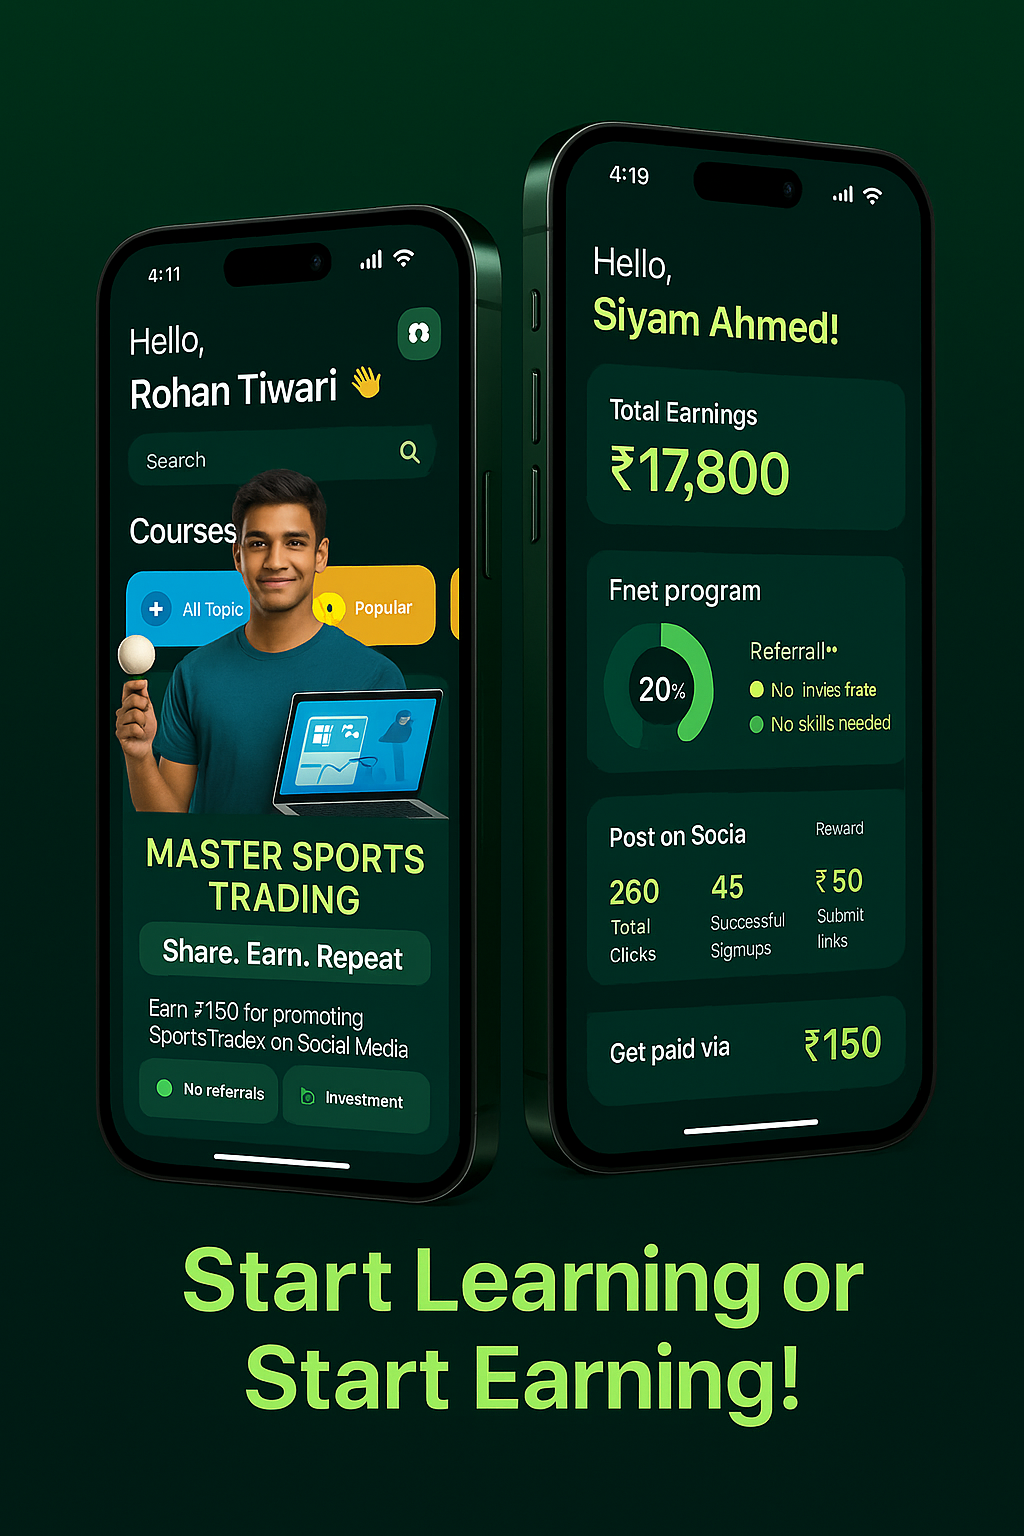 4:11
Hello,
Rohan Tiwari 👋
Search
Courses
All Topic
Popular
MASTER SPORTS
TRADING
Share. Earn. Repeat
Earn ₹150 for promoting
SportsTradex on Social Media
No referrals
Investment
4:19
Hello,
Siyam Ahmed!
Total Earnings
₹17,800
Fnet program
20%
Referrall••
No invies frate
No skills needed
Post on Socia
Reward
260
45
₹50
Total
Clicks
Successful
Sigmups
Submit
links
Get paid via
₹150
Start Learning or
Start Earning!